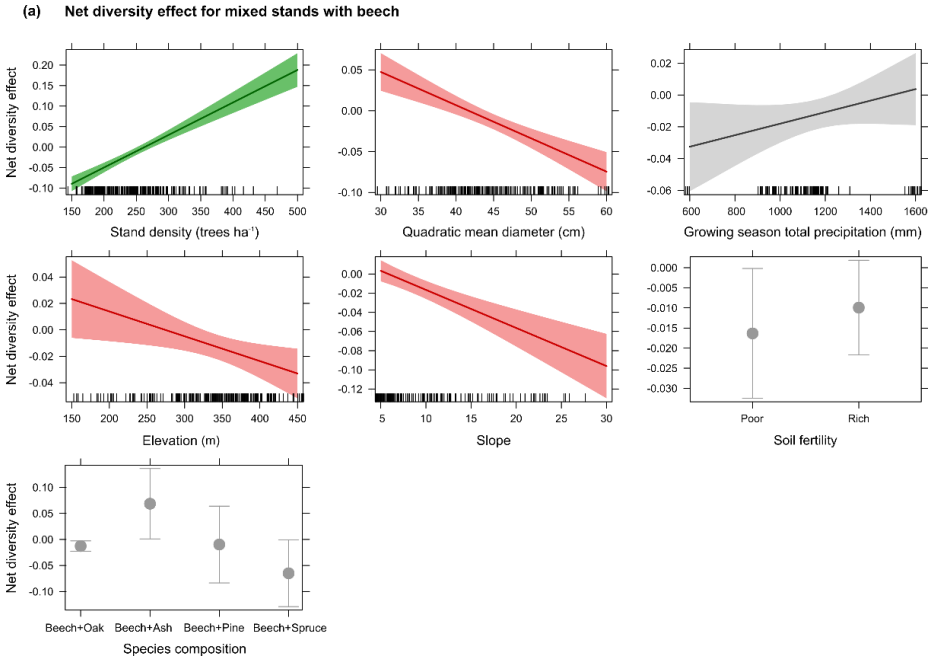 (a) Net diversity effect for mixed stands with beech
Net diversity effect
0.20
0.15
0.10
0.05
0.00
-0.05
-0.10
150 200 250 300 350 400 450 500
Stand density (trees ha⁻¹)
0.05
0.00
-0.05
-0.10
30 35 40 45 50 55 60
Quadratic mean diameter (cm)
0.02
0.00
-0.02
-0.04
-0.06
600 800 1000 1200 1400 1600
Growing season total precipitation (mm)
Net diversity effect
0.04
0.02
0.00
-0.02
-0.04
150 200 250 300 350 400 450
Elevation (m)
0.00
-0.02
-0.04
-0.06
-0.08
-0.10
-0.12
5 10 15 20 25 30
Slope
0.000
-0.005
-0.010
-0.015
-0.020
-0.025
-0.030
Poor Rich
Soil fertility
Net diversity effect
0.10
0.05
0.00
-0.05
-0.10
Beech+Oak Beech+Ash Beech+Pine Beech+Spruce
Species composition